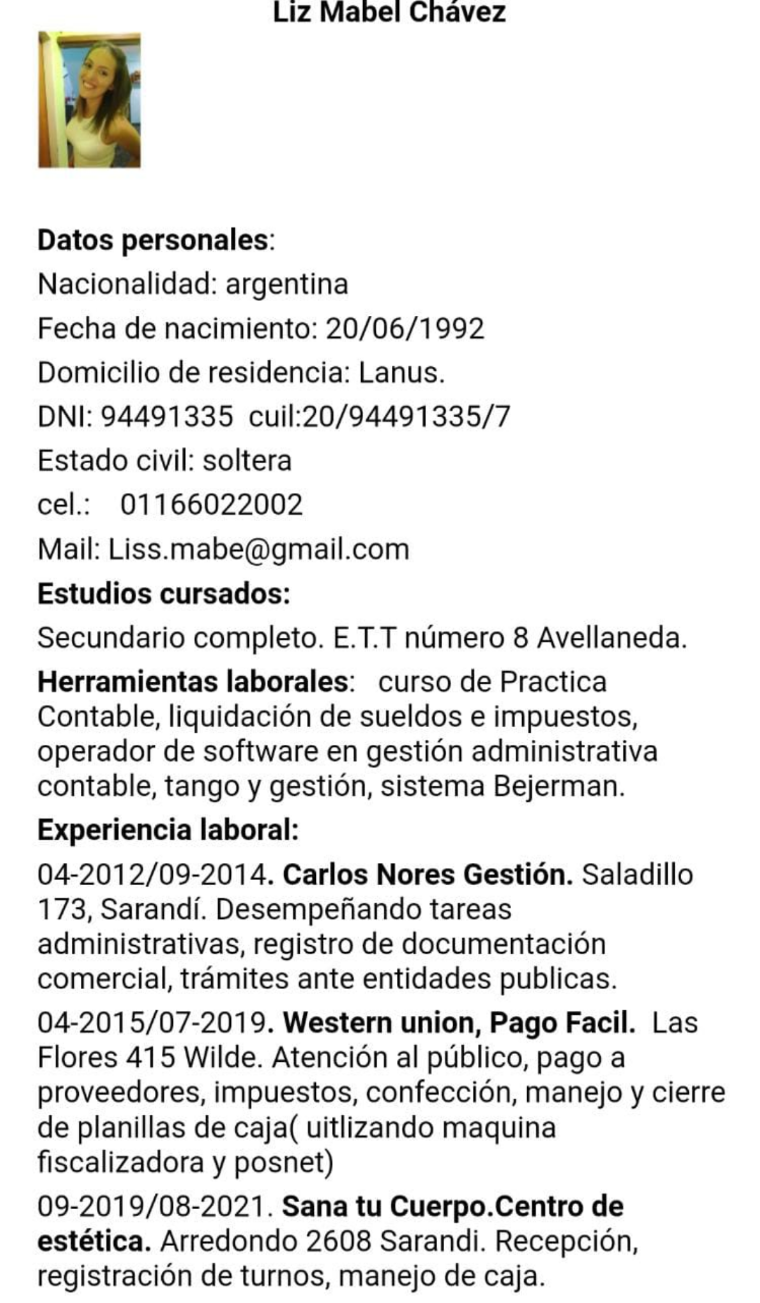 Liz Mabel Chávez
Datos personales:
Nacionalidad: argentina
Fecha de nacimiento: 20/06/1992
Domicilio de residencia: Lanus.
DNI: 94491335 cuil:20/94491335/7
Estado civil: soltera
cel.: 01166022002
Mail: Liss.mabe@gmail.com
Estudios cursados:
Secundario completo. E.T.T número 8 Avellaneda.
Herramientas laborales: curso de Practica
Contable, liquidación de sueldos e impuestos,
operador de software en gestión administrativa
contable, tango y gestión, sistema Bejerman.
Experiencia laboral:
04-2012/09-2014. Carlos Nores Gestión. Saladillo
173, Sarandí. Desempeñando tareas
administrativas, registro de documentación
comercial, trámites ante entidades publicas.
04-2015/07-2019. Western union, Pago Facil. Las
Flores 415 Wilde. Atención al público, pago a
proveedores, impuestos, confección, manejo y cierre
de planillas de caja( uitlizando maquina
fiscalizadora y posnet)
09-2019/08-2021. Sana tu Cuerpo.Centro de
estética. Arredondo 2608 Sarandi. Recepción,
registración de turnos, manejo de caja.